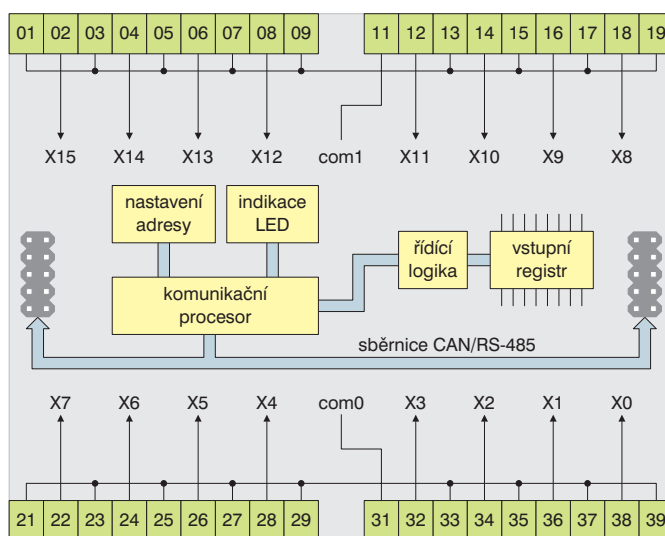 01 02 03 04 05 06 07 08 09 11 12 13 14 15 16 17 18 19
X15 X14 X13 X12 com1 X11 X10 X9 X8
nastavení
adresy
indikace
LED
řídící
logika
vstupní
registr
komunikační
procesor
sběrnice CAN/RS-485
X7 X6 X5 X4 com0 X3 X2 X1 X0
21 22 23 24 25 26 27 28 29 31 32 33 34 35 36 37 38 39